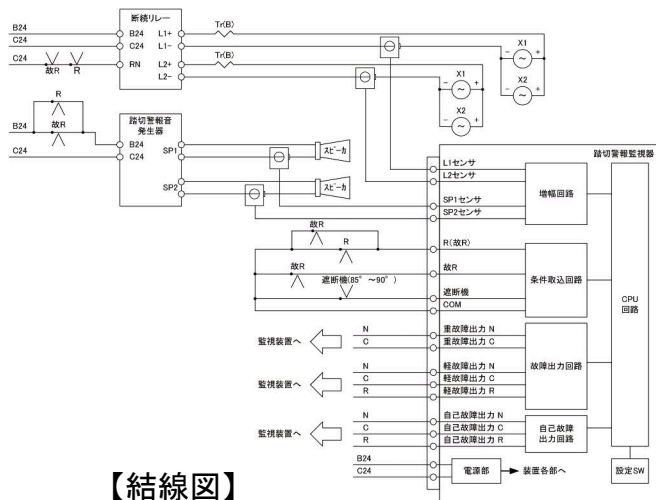 断続リレー
B24 B24 L1+ Tr(B)
C24 C24 L1-
C24 故R R RN L2+ Tr(B)
L2-
X1
X2
X1
X2
R
踏切警報音
発生器
B24 故R B24
C24 C24
SP1 スピーカ
SP2 スピーカ
踏切警報監視器
L1センサ
L2センサ
SP1センサ
SP2センサ
増幅回路
故R
R
R(故R)
故R
故R
遮断機(85°~90°)
遮断機
COM
条件取込回路
CPU
回路
監視装置へ
N 重故障出力 N
C 重故障出力 C
監視装置へ
N 軽故障出力 N
C 軽故障出力 C
R 軽故障出力 R
故障出力回路
監視装置へ
N 自己故障出力 N
C 自己故障出力 C
R 自己故障出力 R
自己故障
出力回路
B24
C24
電源部
装置各部へ
設定SW
【結線図】